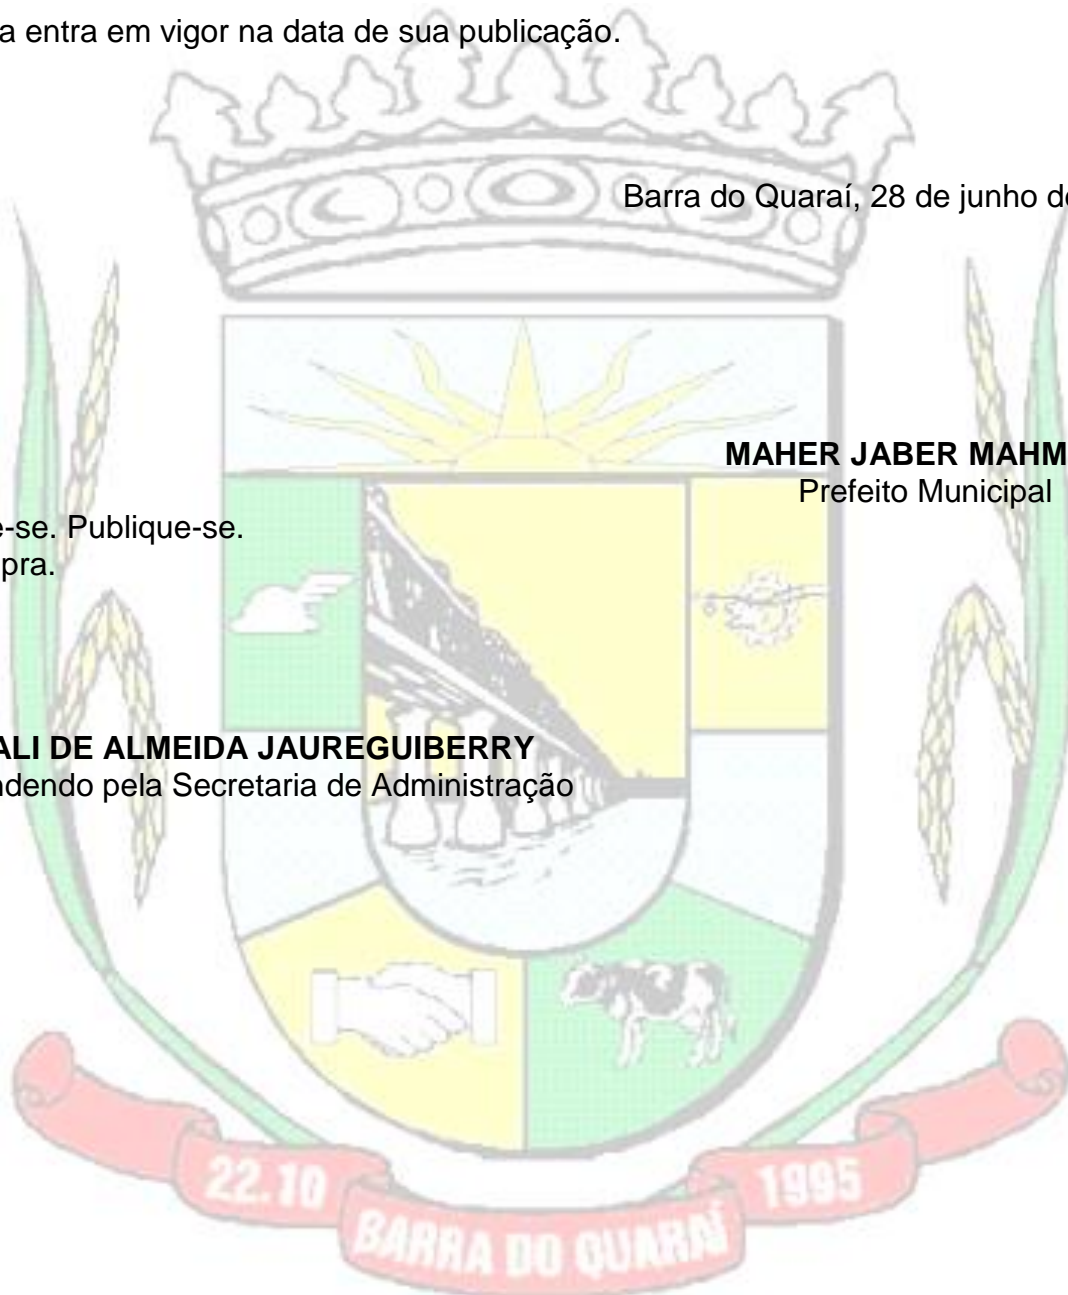 a entra em vigor na data de sua publicação.
Barra do Quaraí, 28 de junho de
MAHER JABER MAHM
Prefeito Municipal
e-se. Publique-se.
pra.
ALI DE ALMEIDA JAUREGUIBERRY
ndendo pela Secretaria de Administração
22.10
1995
BARRA DO QUARAÍ